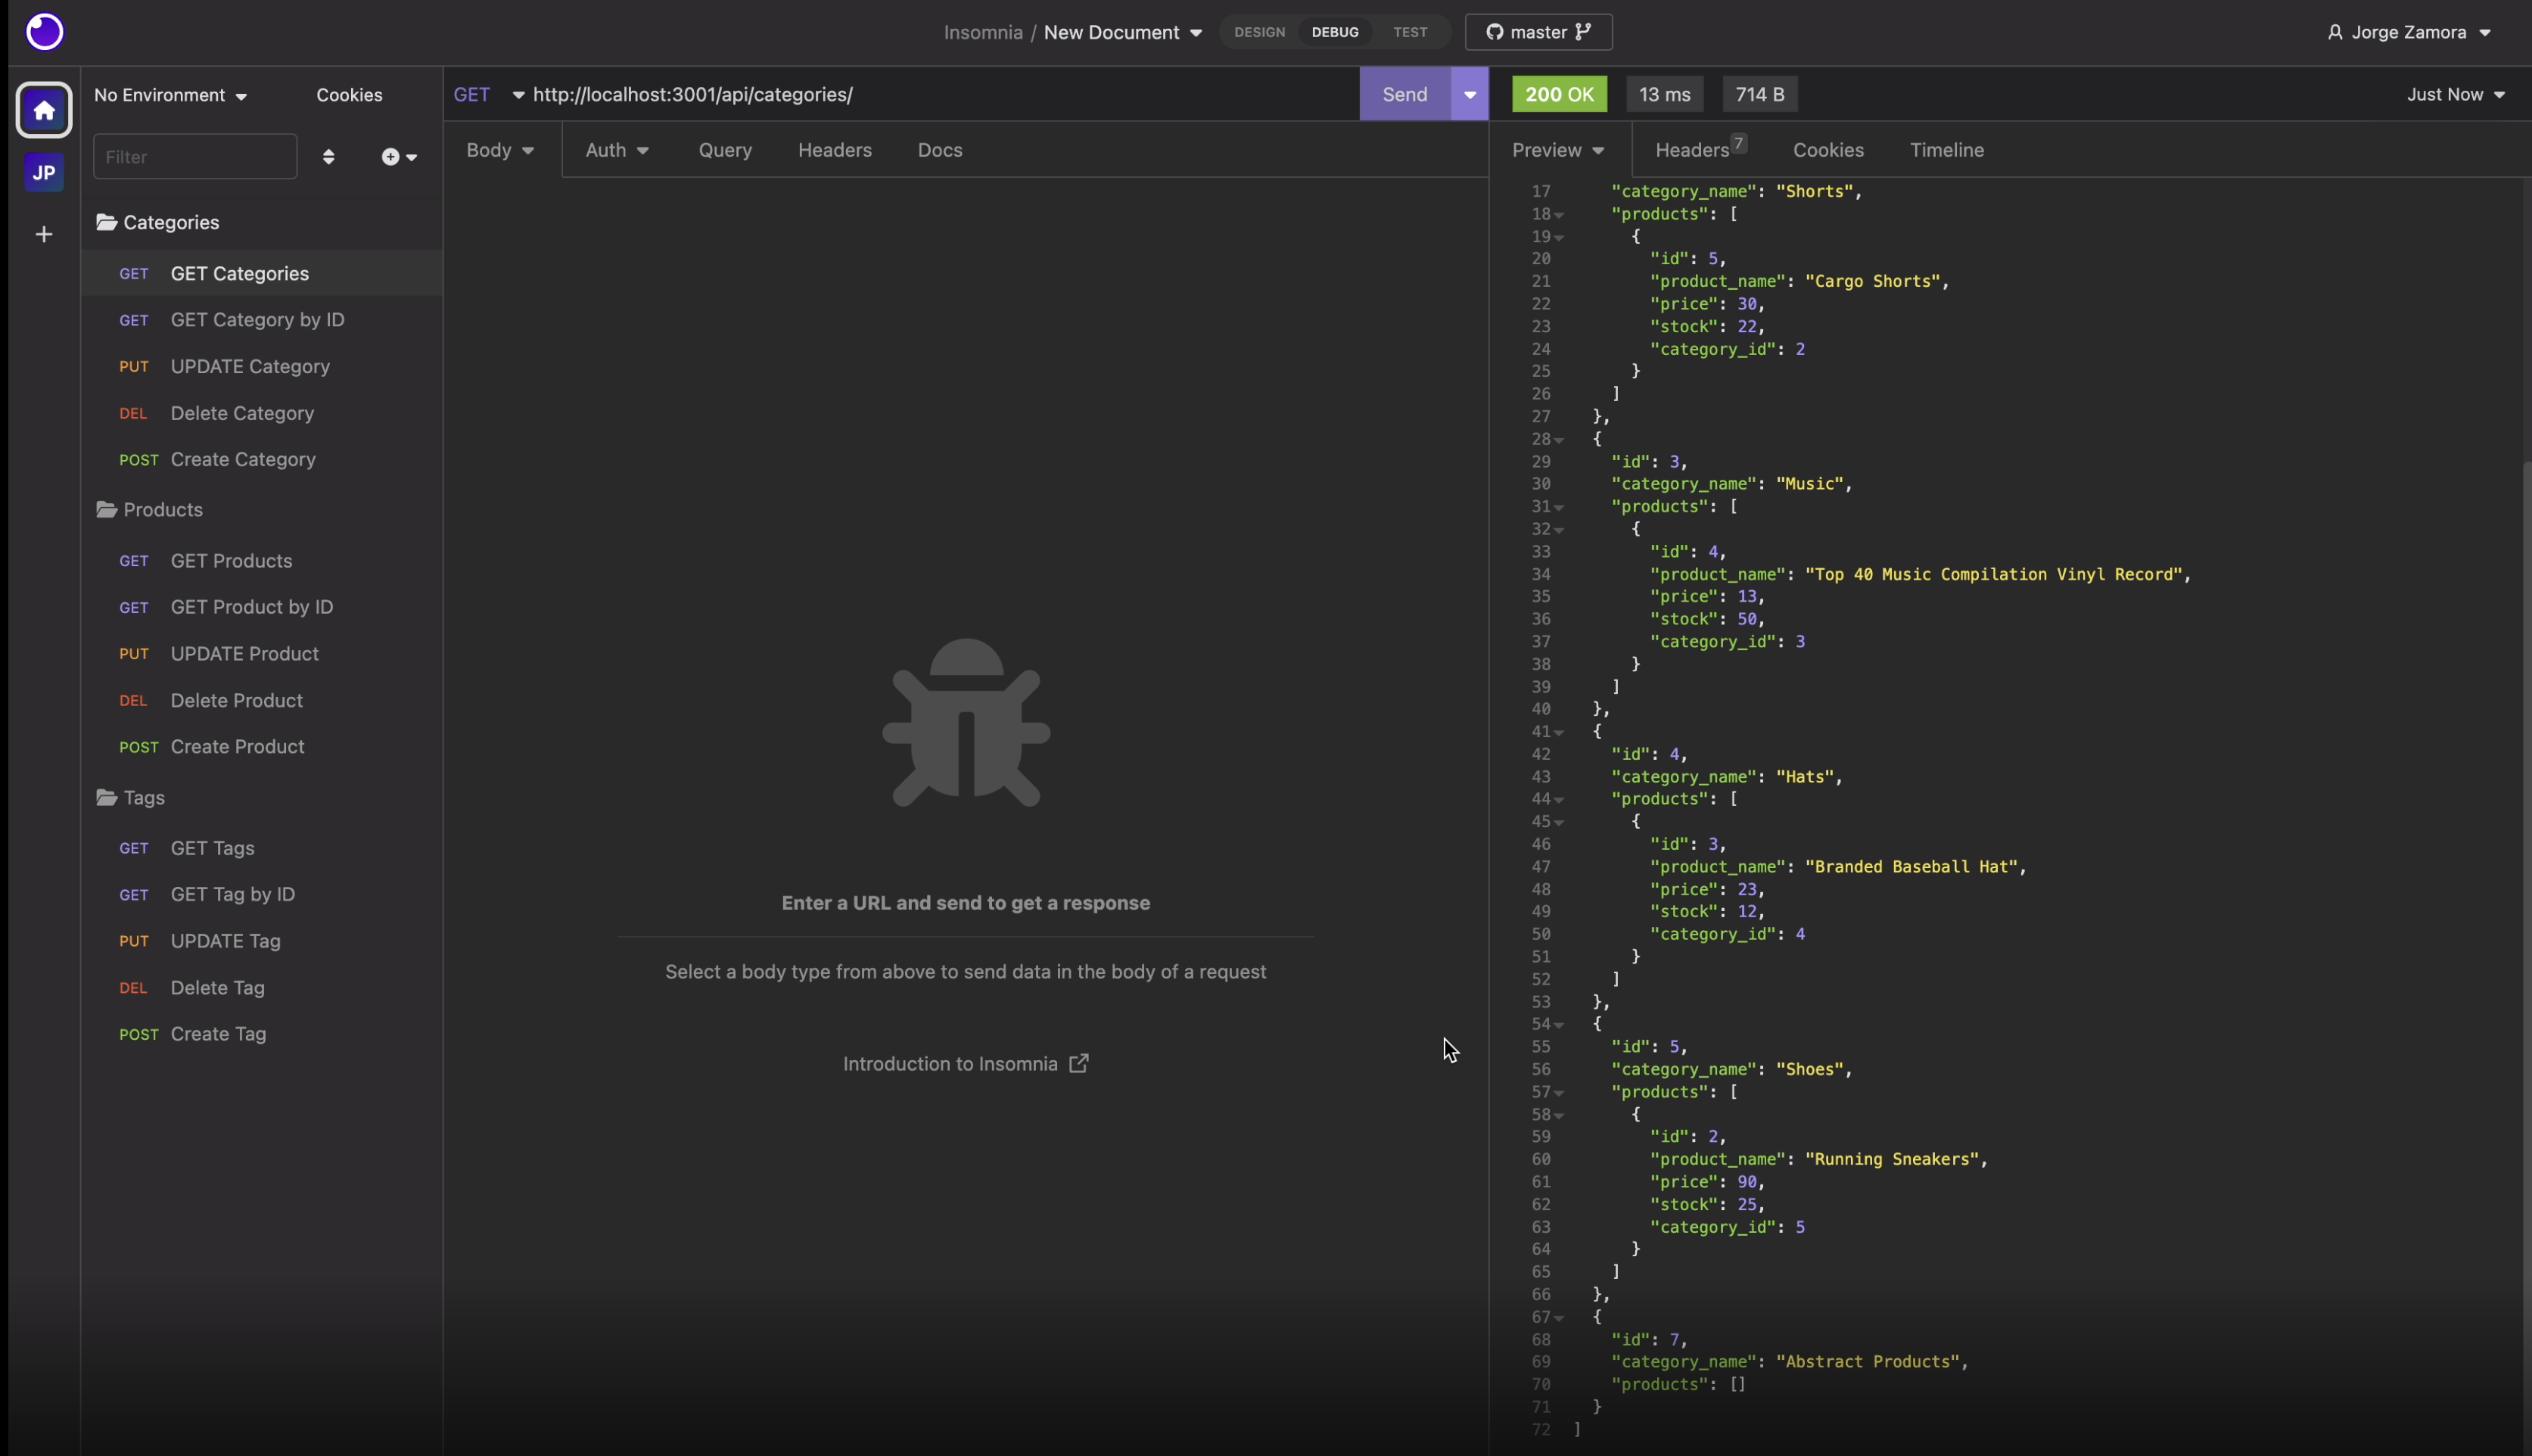 Insomnia / New Document
DESIGN DEBUG TEST
master
Jorge Zamora
JP
No Environment
Cookies
Filter
Categories
GET GET Categories
GET GET Category by ID
PUT UPDATE Category
DEL Delete Category
POST Create Category
Products
GET GET Products
GET GET Product by ID
PUT UPDATE Product
DEL Delete Product
POST Create Product
Tags
GET GET Tags
GET GET Tag by ID
PUT UPDATE Tag
DEL Delete Tag
POST Create Tag
GET http://localhost:3001/api/categories/
Send
Body Auth Query Headers Docs
Enter a URL and send to get a response
Select a body type from above to send data in the body of a request
Introduction to Insomnia
200 OK 13 ms 714 B
Just Now
Preview Headers 7 Cookies Timeline
17 "category_name": "Shorts",
18 "products": [
19 {
20 "id": 5,
21 "product_name": "Cargo Shorts",
22 "price": 30,
23 "stock": 22,
24 "category_id": 2
25 }
26 ]
27 },
28 {
29 "id": 3,
30 "category_name": "Music",
31 "products": [
32 {
33 "id": 4,
34 "product_name": "Top 40 Music Compilation Vinyl Record",
35 "price": 13,
36 "stock": 50,
37 "category_id": 3
38 }
39 ]
40 },
41 {
42 "id": 4,
43 "category_name": "Hats",
44 "products": [
45 {
46 "id": 3,
47 "product_name": "Branded Baseball Hat",
48 "price": 23,
49 "stock": 12,
50 "category_id": 4
51 }
52 ]
53 },
54 {
55 "id": 5,
56 "category_name": "Shoes",
57 "products": [
58 {
59 "id": 2,
60 "product_name": "Running Sneakers",
61 "price": 90,
62 "stock": 25,
63 "category_id": 5
64 }
65 ]
66 },
67 {
68 "id": 7,
69 "category_name": "Abstract Products",
70 "products": []
71 }
72 ]